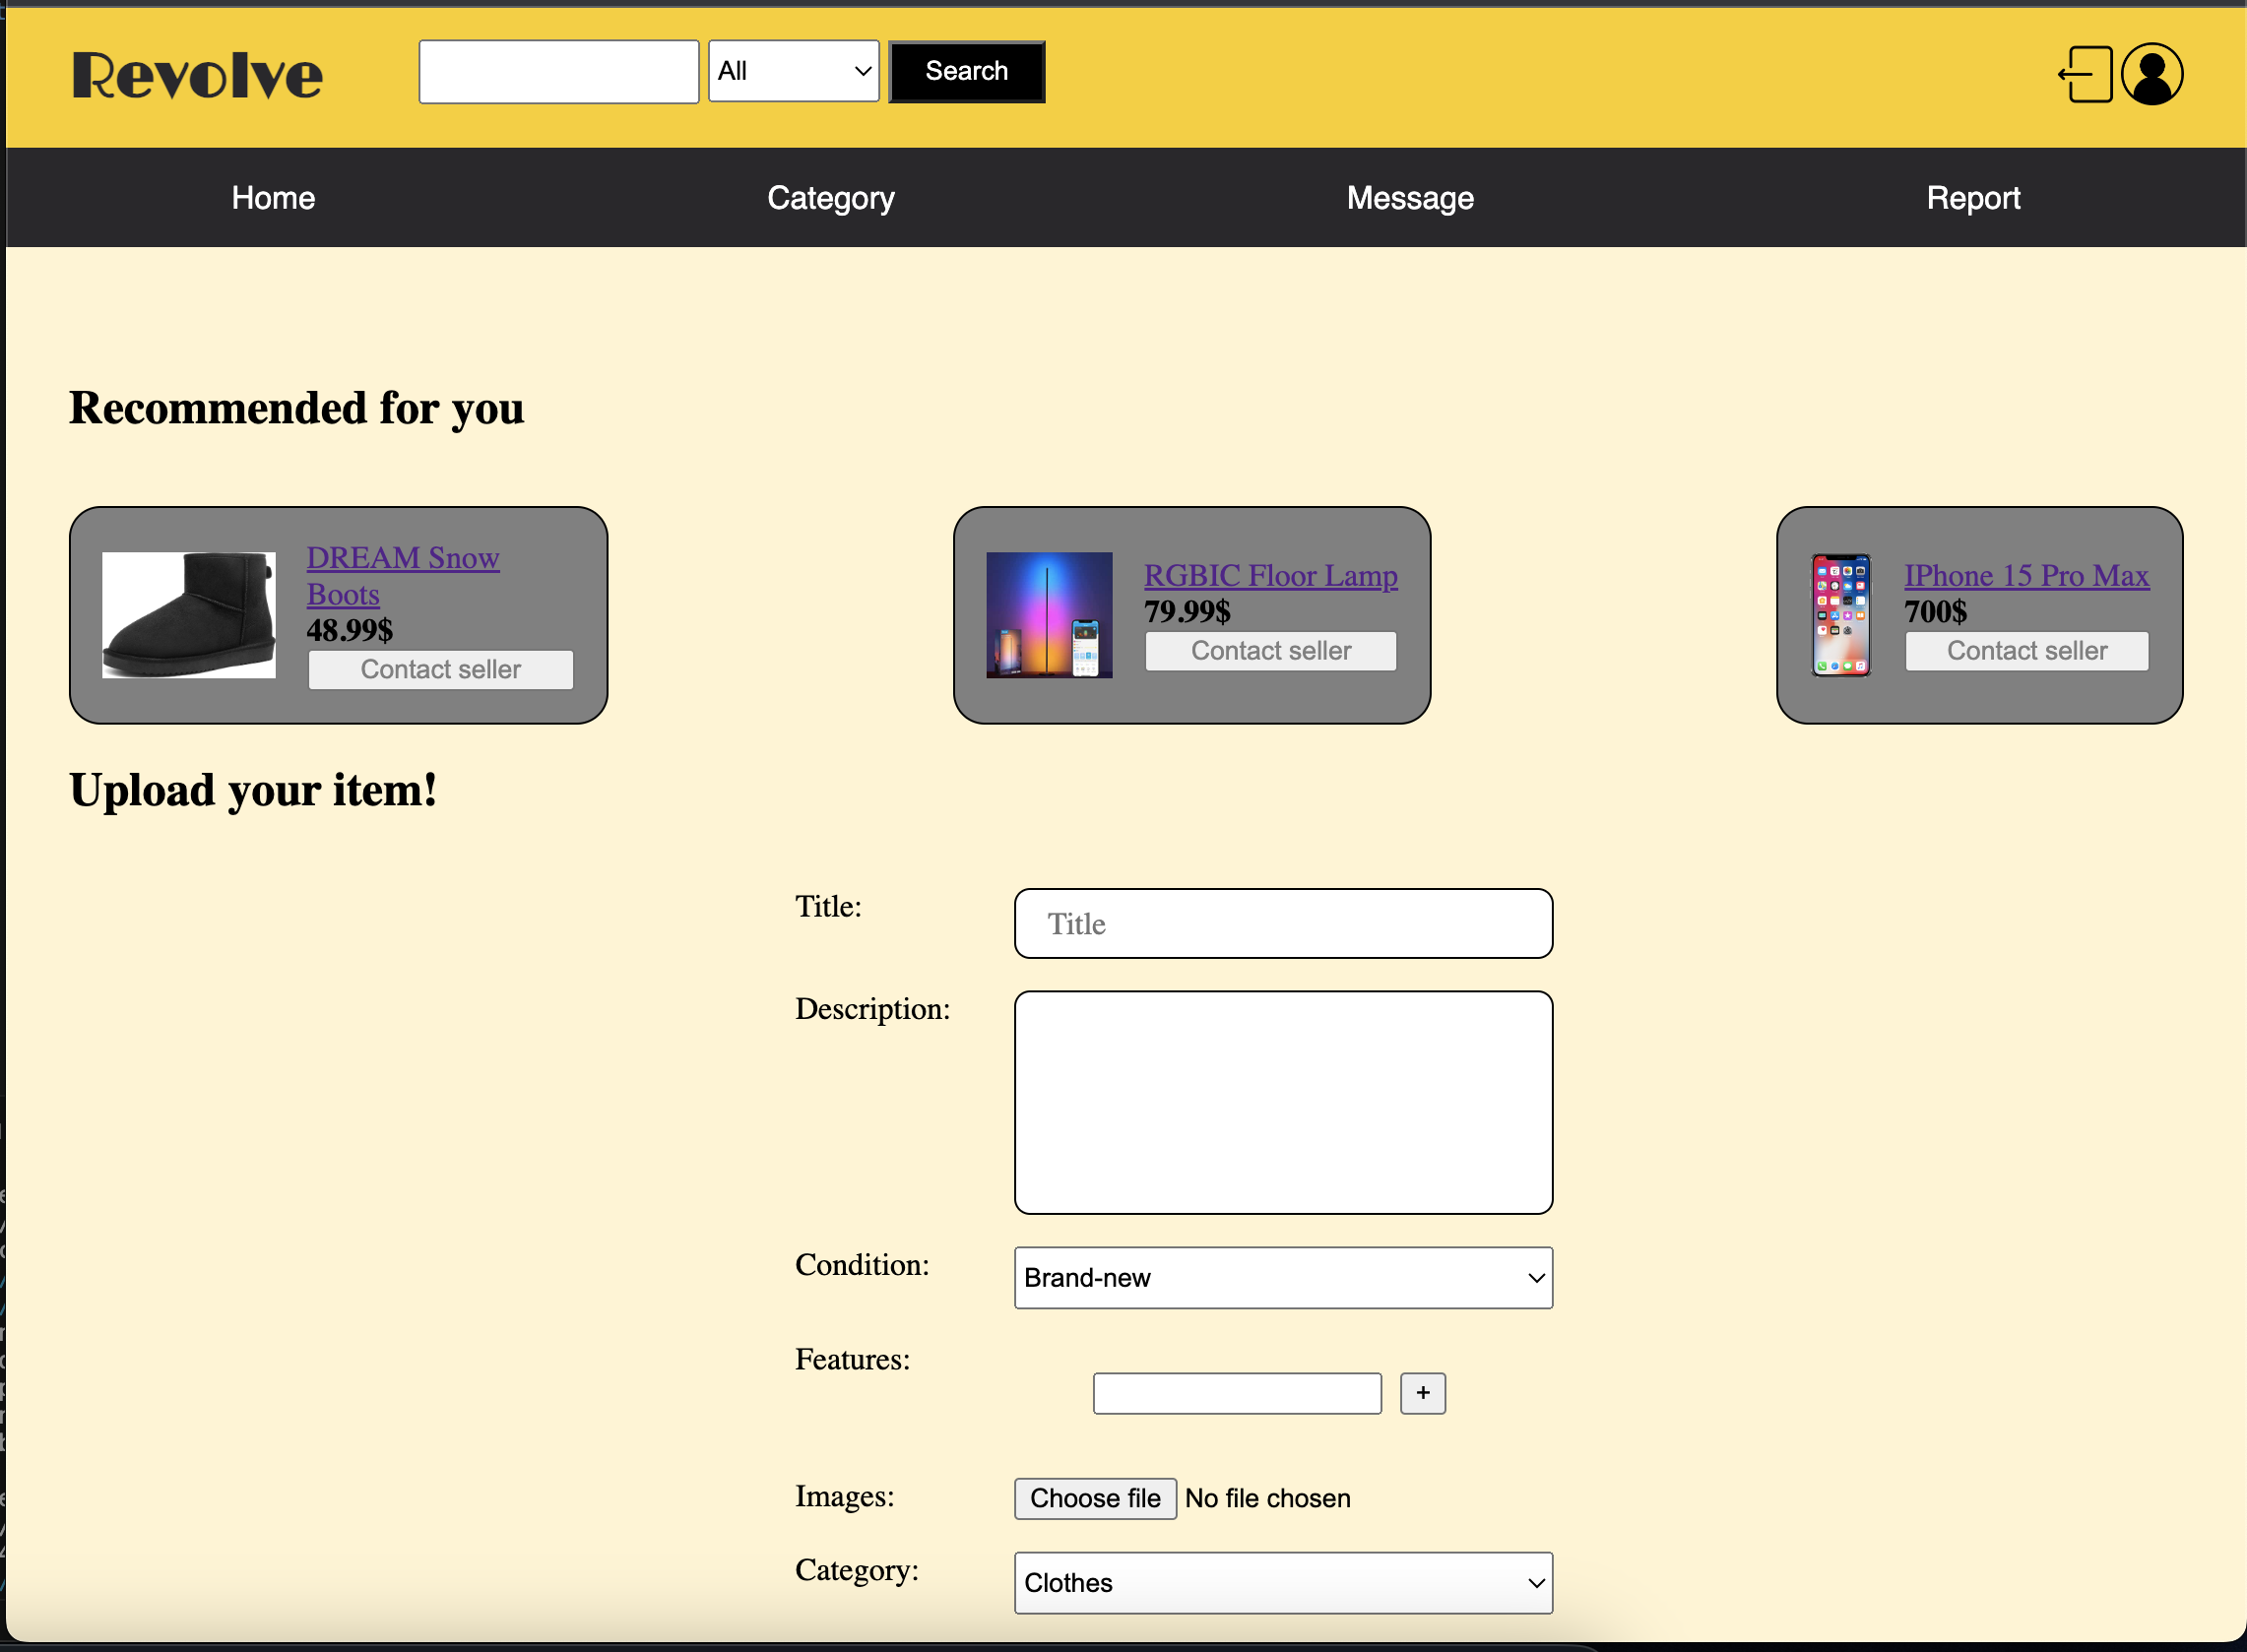 Revolve
All
Search
Home
Category
Message
Report
Recommended for you
DREAM Snow
Boots
48.99$
Contact seller
RGBIC Floor Lamp
79.99$
Contact seller
IPhone 15 Pro Max
700$
Contact seller
Upload your item!
Title:
Title
Description:
Condition:
Brand-new
Features:
+
Images:
Choose file No file chosen
Category:
Clothes